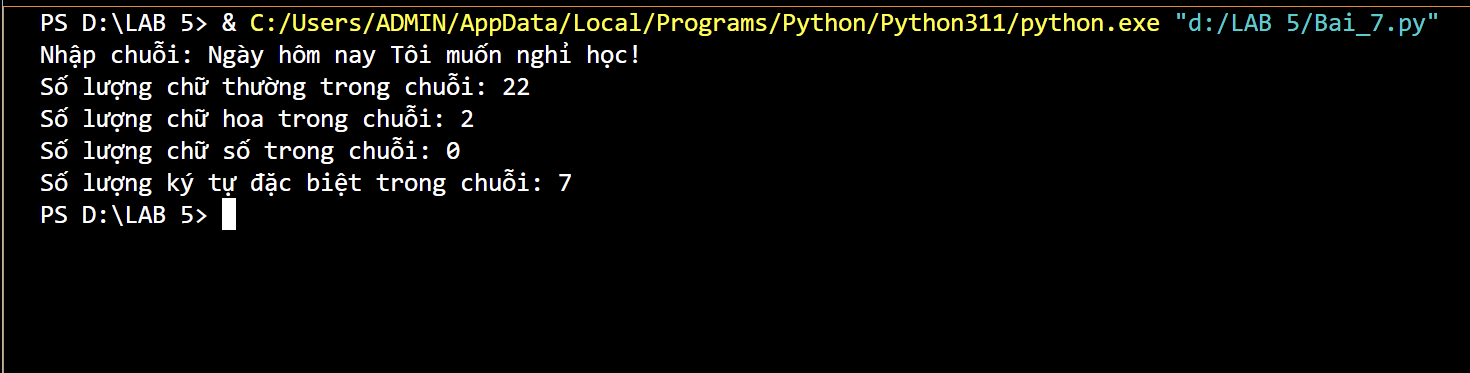 PS D:\LAB 5> & C:/Users/ADMIN/AppData/Local/Programs/Python/Python311/python.exe "d:/LAB 5/Bai_7.py"
Nhập chuỗi: Ngày hôm nay Tôi muốn nghỉ học!
Số lượng chữ thường trong chuỗi: 22
Số lượng chữ hoa trong chuỗi: 2
Số lượng chữ số trong chuỗi: 0
Số lượng ký tự đặc biệt trong chuỗi: 7
PS D:\LAB 5>